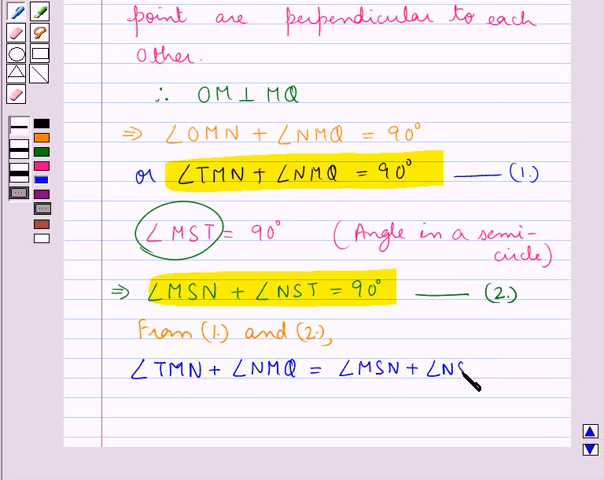 point are perpendicular to each
other.
∴ OM ⊥ MQ
⇒ ∠OMN + ∠NMQ = 90°
or ∠TMN + ∠NMQ = 90° —— (1.)
∠MST = 90° (Angle in a semi-
circle)
⇒ ∠MSN + ∠NST = 90° —— (2.)
From (1.) and (2.),
∠TMN + ∠NMQ = ∠MSN + ∠NS